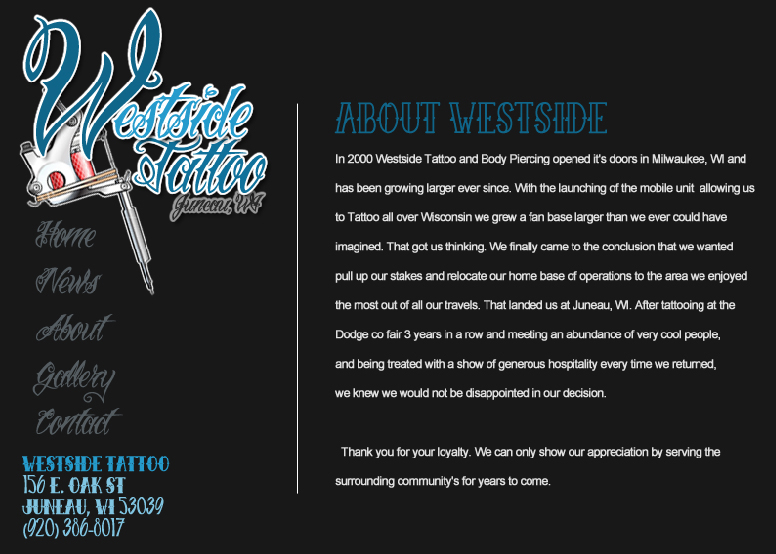 Westside
Tattoo
Juneau, WI
Home
News
About
Gallery
Contact
WESTSIDE TATTOO
156 E. OAK ST
JUNEAU, WI 53039
(920) 386-8017
ABOUT WESTSIDE
In 2000 Westside Tattoo and Body Piercing opened it's doors in Milwaukee, WI and
has been growing larger ever since. With the launching of the mobile unit allowing us
to Tattoo all over Wisconsin we grew a fan base larger than we ever could have
imagined. That got us thinking. We finally came to the conclusion that we wanted
pull up our stakes and relocate our home base of operations to the area we enjoyed
the most out of all our travels. That landed us at Juneau, WI. After tattooing at the
Dodge co fair 3 years in a row and meeting an abundance of very cool people,
and being treated with a show of generous hospitality every time we returned,
we knew we would not be disappointed in our decision.
Thank you for your loyalty. We can only show our appreciation by serving the
surrounding community's for years to come.